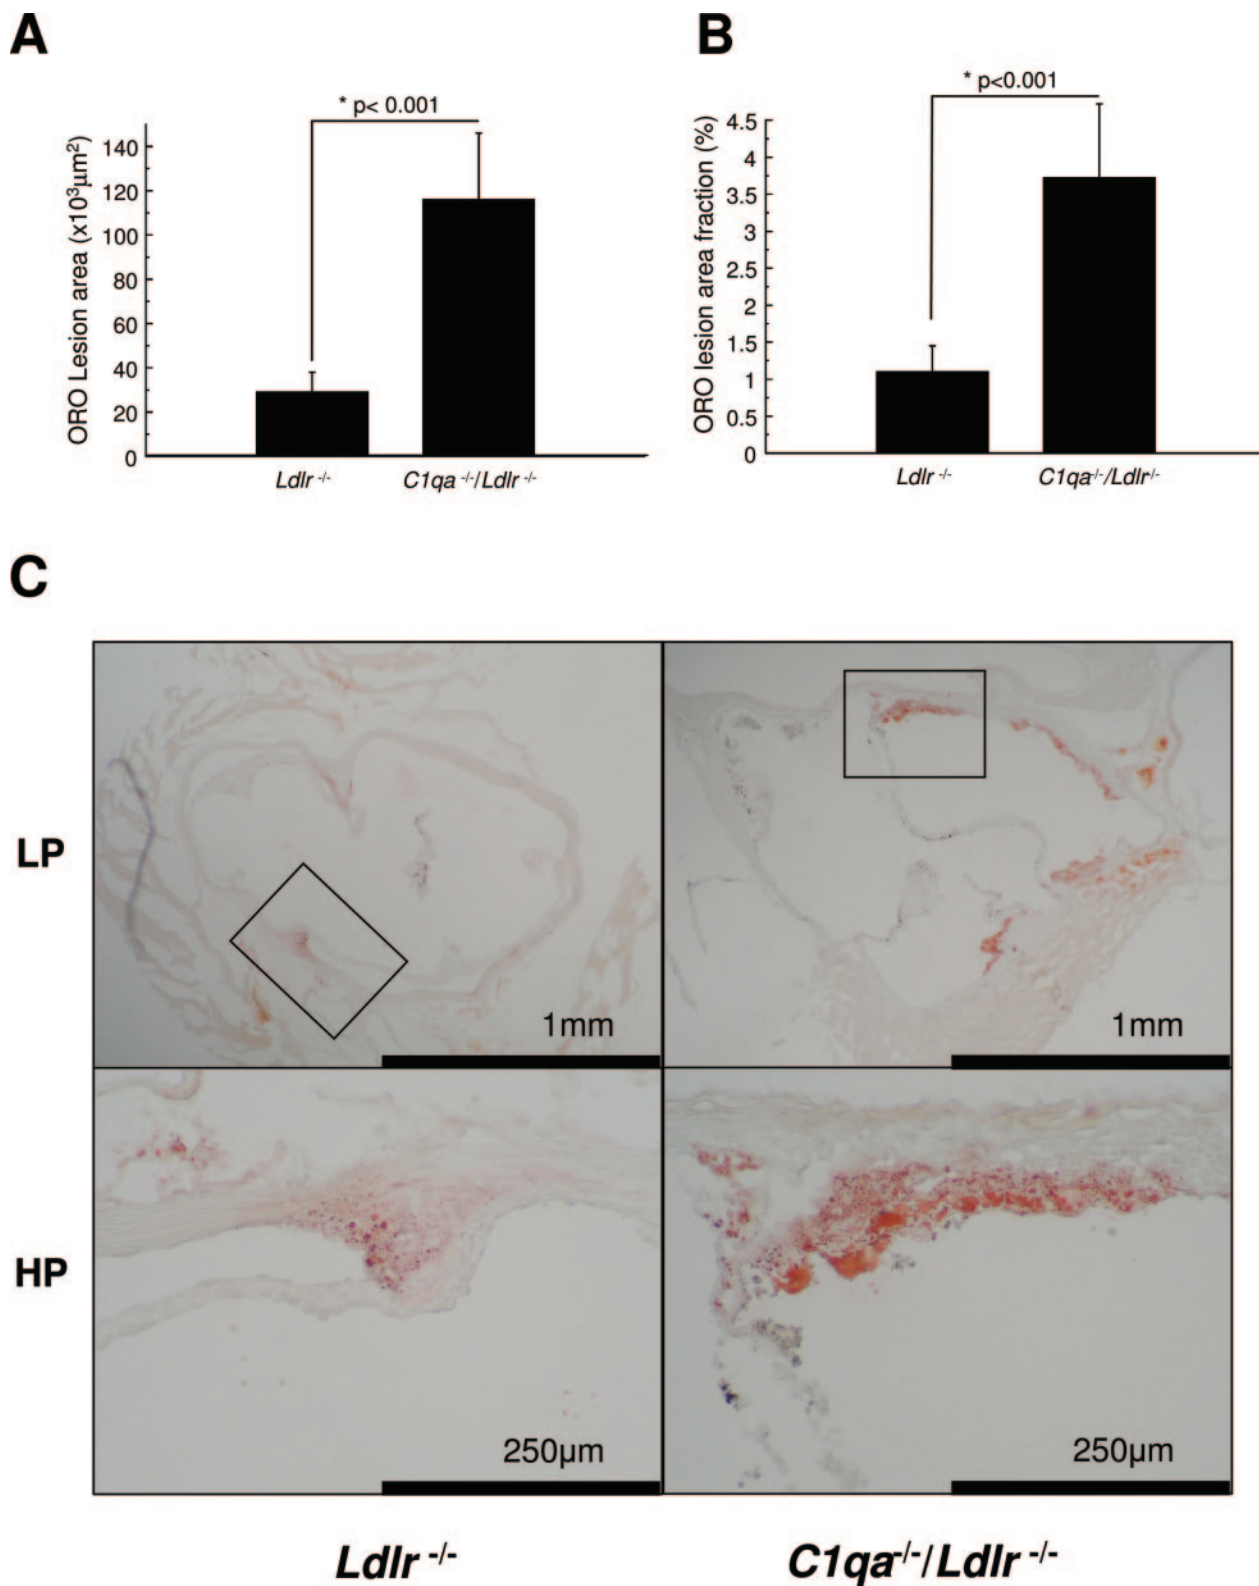 A
B
* p< 0.001
* p<0.001
ORO Lesion area (x10³μm²)
140
120
100
80
60
40
20
0
Ldlr -/-
C1qa -/-/Ldlr -/-
ORO lesion area fraction (%)
4.5
4
3.5
3
2.5
2
1.5
1
0.5
0
Ldlr -/-
C1qa-/-/Ldlr-/-
C
LP
1mm
1mm
HP
250μm
250μm
Ldlr -/-
C1qa-/-/Ldlr -/-